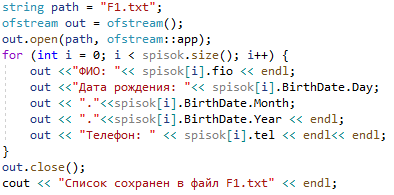 string path = "F1.txt";
ofstream out = ofstream();
out.open(path, ofstream::app);
for (int i = 0; i < spisok.size(); i++) {
out <<"ФИО: "<< spisok[i].fio << endl;
out <<"Дата рождения: "<< spisok[i].BirthDate.Day;
out << "."<<spisok[i].BirthDate.Month;
out << "."<<spisok[i].BirthDate.Year << endl;
out << "Телефон: " << spisok[i].tel << endl<< endl;
}
out.close();
cout << "Список сохранен в файл F1.txt" << endl;